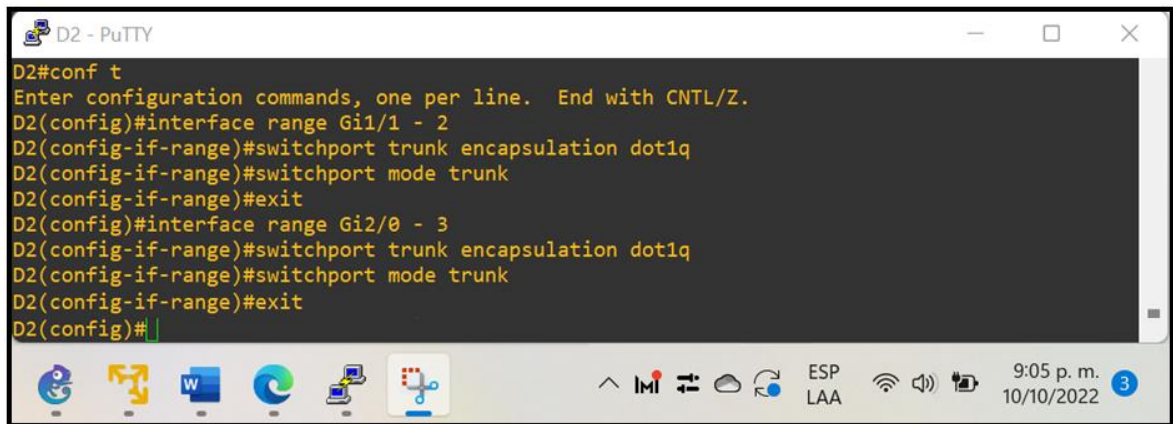 D2 - PuTTY
D2#conf t
Enter configuration commands, one per line.  End with CNTL/Z.
D2(config)#interface range Gi1/1 - 2
D2(config-if-range)#switchport trunk encapsulation dot1q
D2(config-if-range)#switchport mode trunk
D2(config-if-range)#exit
D2(config)#interface range Gi2/0 - 3
D2(config-if-range)#switchport trunk encapsulation dot1q
D2(config-if-range)#switchport mode trunk
D2(config-if-range)#exit
D2(config)#
W
ESP
LAA
9:05 p. m.
10/10/2022
3